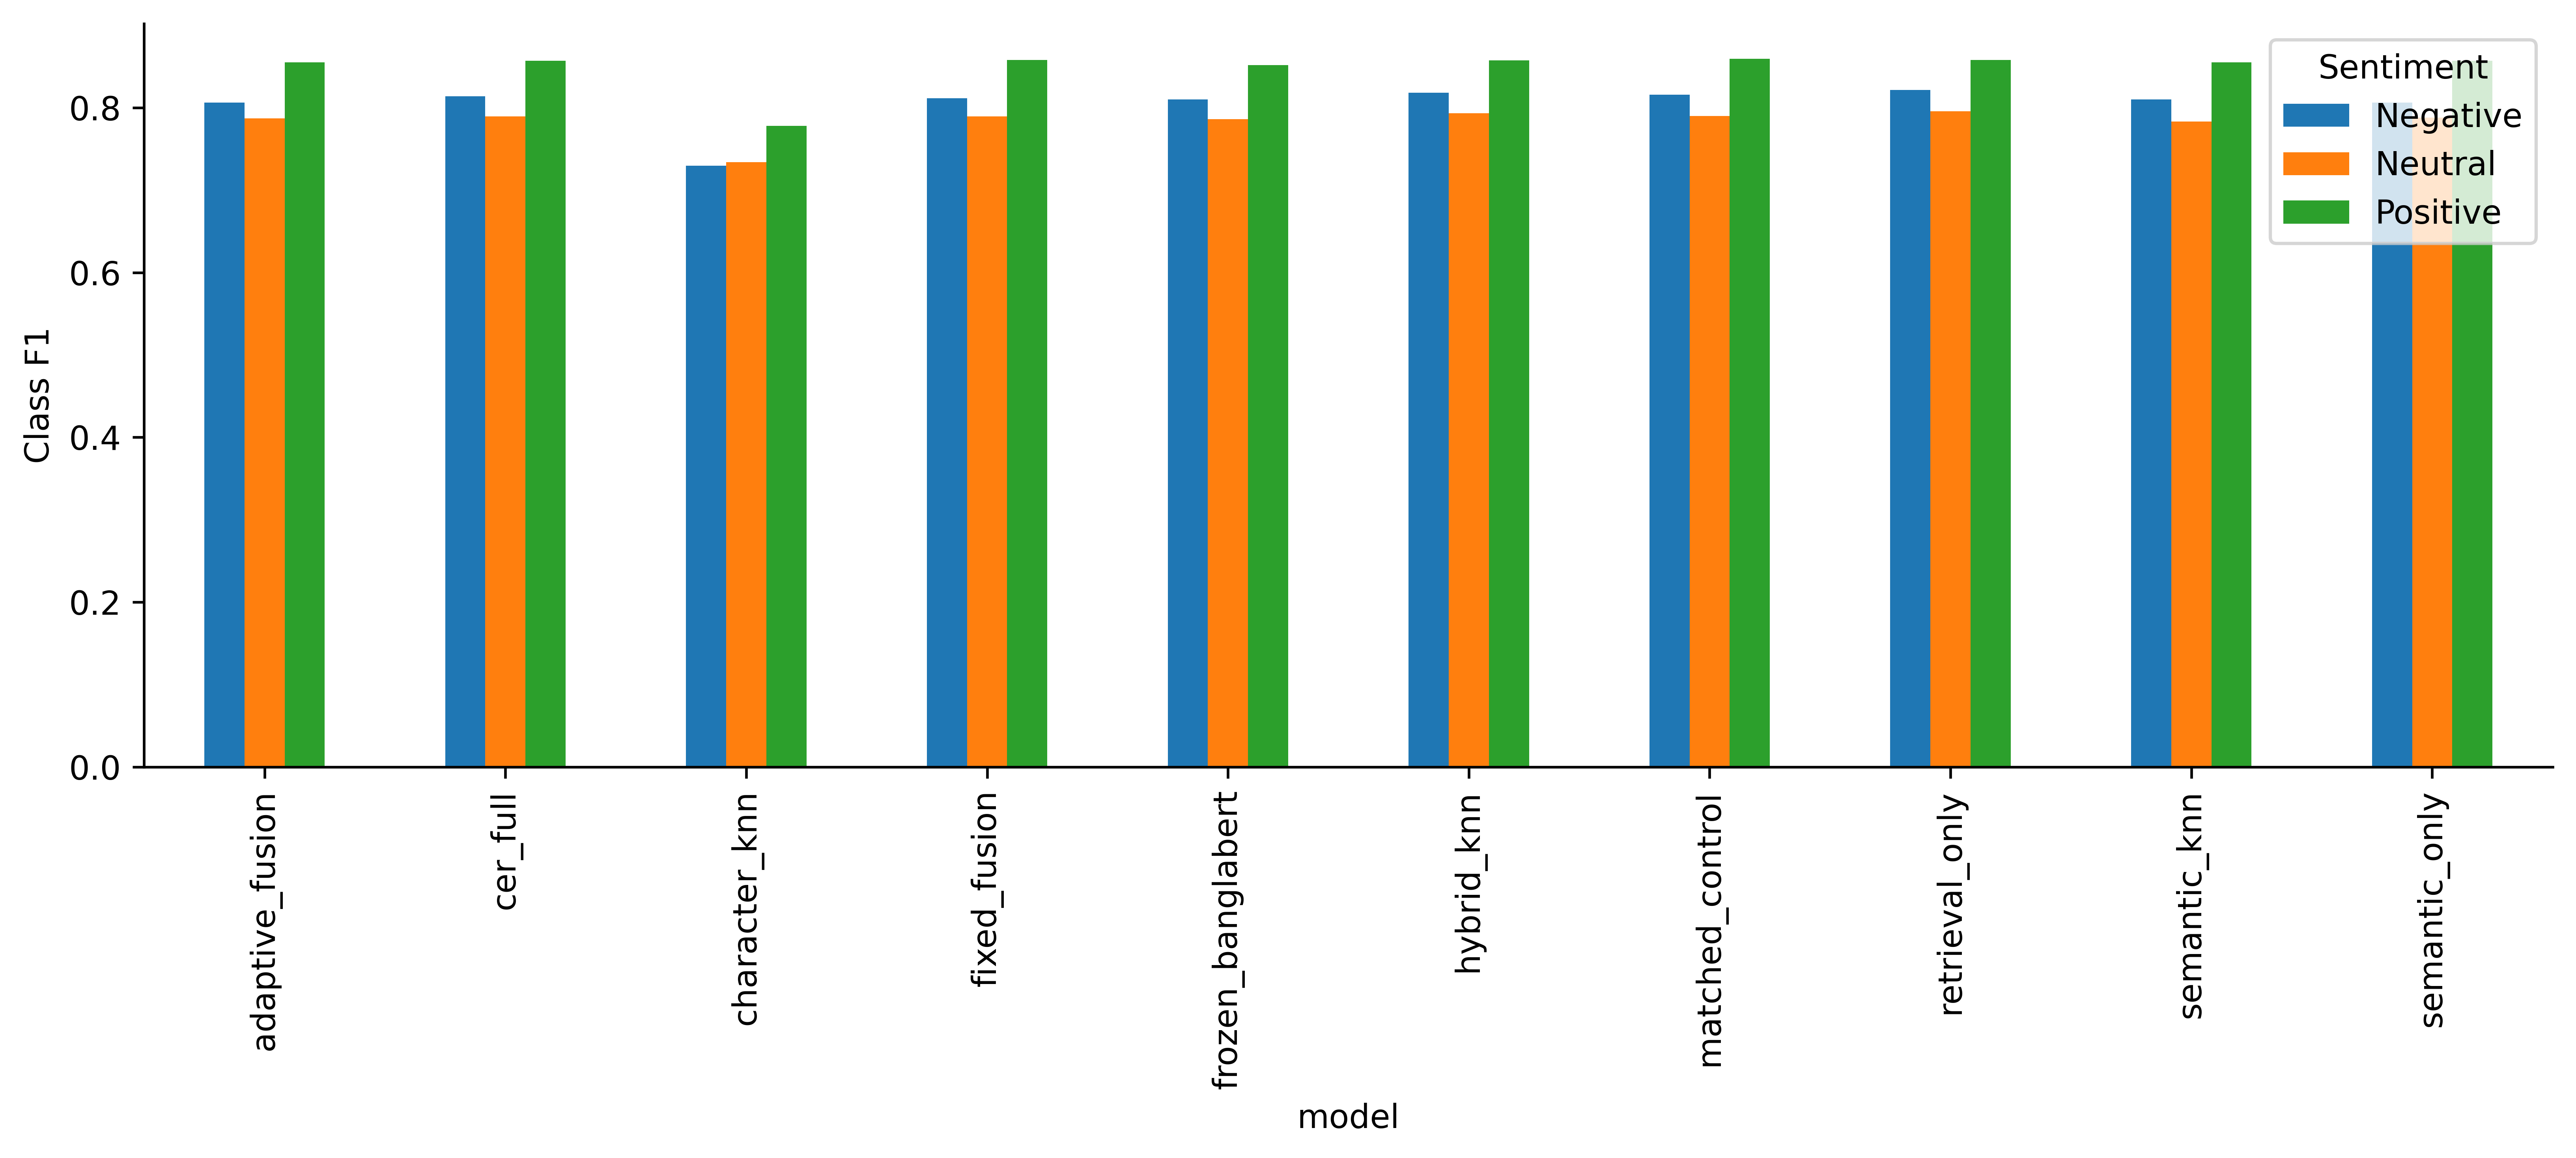 Sentiment
Negative
Neutral
Positive
Class F1
0.8
0.6
0.4
0.2
0.0
adaptive_fusion
cer_full
character_knn
fixed_fusion
frozen_banglabert
hybrid_knn
matched_control
retrieval_only
semantic_knn
semantic_only
model